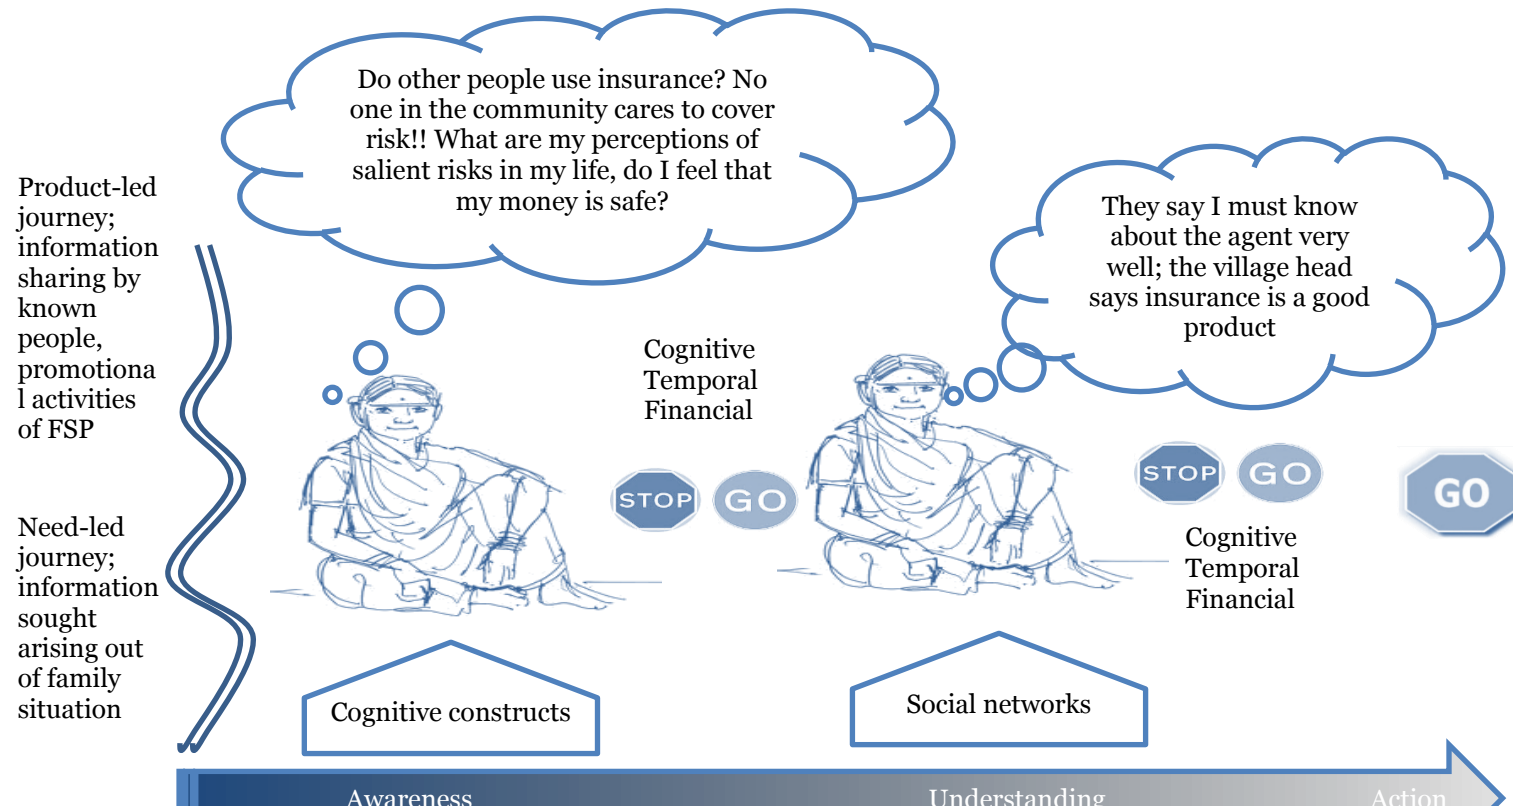 Do other people use insurance? No
one in the community cares to cover
risk!! What are my perceptions of
salient risks in my life, do I feel that
my money is safe?
They say I must know
about the agent very
well; the village head
says insurance is a good
product
Product-led
journey;
information
sharing by
known
people,
promotiona
l activities
of FSP
Need-led
journey;
information
sought
arising out
of family
situation
Cognitive
Temporal
Financial
STOP GO
STOP GO
GO
Cognitive
Temporal
Financial
Cognitive constructs
Social networks
Awareness
Understanding
Action